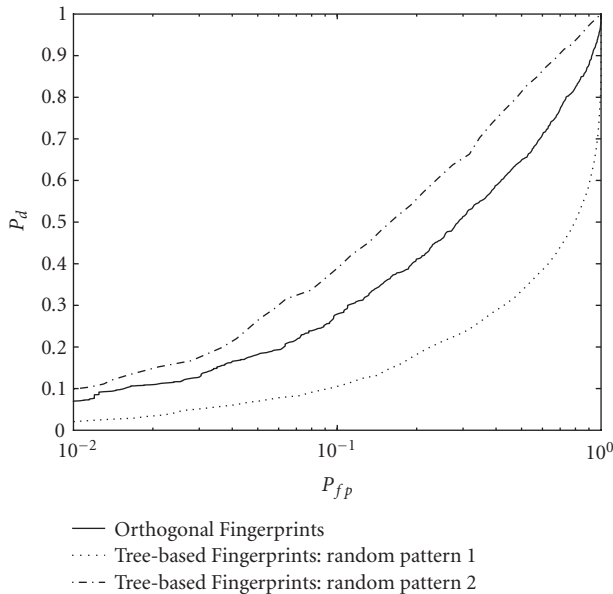 1
0.9
0.8
0.7
0.6
0.5
0.4
0.3
0.2
0.1
0
P_d
10^-2 10^-1 10^0
P_fp
Orthogonal Fingerprints
Tree-based Fingerprints: random pattern 1
Tree-based Fingerprints: random pattern 2